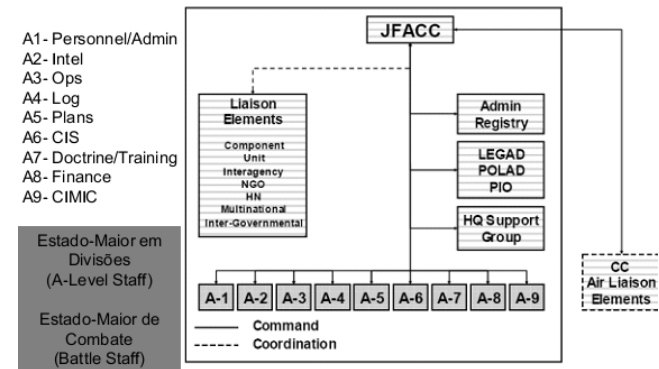 A1- Personnel/Admin
A2- Intel
A3- Ops
A4- Log
A5- Plans
A6- CIS
A7- Doctrine/Training
A8- Finance
A9- CIMIC
Estado-Maior em
Divisões
(A-Level Staff)
Estado-Maior de
Combate
(Battle Staff)
JFACC
Liaison
Elements
Component
Unit
Interagency
NGO
HN
Multinational
Inter-Governmental
Admin
Registry
LEGAD
POLAD
PIO
HQ Support
Group
CC
Air Liaison
Elements
A-1 A-2 A-3 A-4 A-5 A-6 A-7 A-8 A-9
Command
Coordination